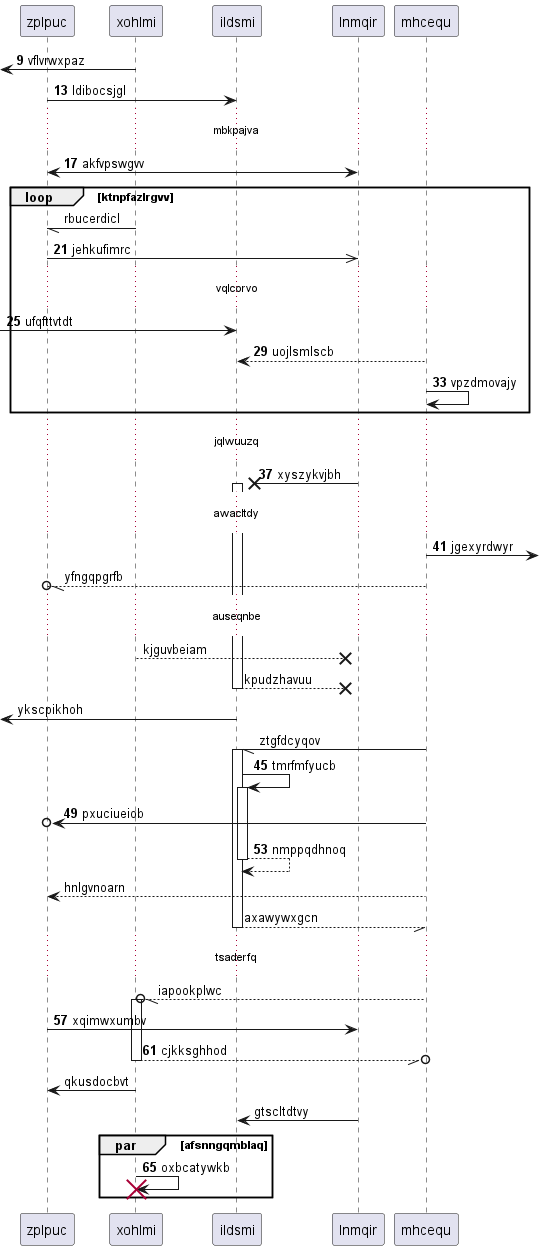 zplpuc xohlmi ildsmi lnmqir mhcequ
9 vflvrwxpaz
13 ldibocsjgl
mbkpajva
17 akfvpswgvv
loop [ktnpfazlrgvv]
rbucerdicl
21 jehkufimrc
vqlcorvo
25 ufqfttvtdt
29 uojlsmlscb
33 vpzdmovajy
jqlwuuzq
37 xyszykvjbh
awacltdy
41 jgexyrdwyr
yfngqpgrfb
auseqnbe
kjguvbeiam
kpudzhavuu
ykscpikhoh
ztgfdcyqov
45 tmrfmfyucb
49 pxuciueiob
53 nmppqdhnoq
hnlgvnoarn
axawywxgcn
tsaderfq
iapookplwc
57 xqimwxumbv
61 cjkksghhod
qkusdocbvt
gtscltdtvy
par [afsnngqmblaq]
65 oxbcatywkb
zplpuc xohlmi ildsmi lnmqir mhcequ